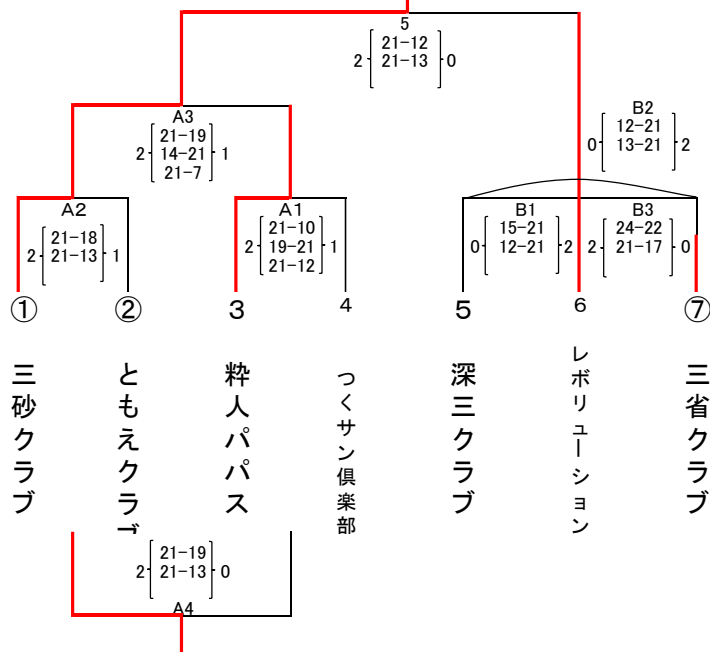 5
2 21-12 0
21-13
B2
0 12-21 2
13-21
A3
21-19
2 14-21 1
21-7
A2
2 21-18 1
21-13
A1
21-10
2 19-21 1
21-12
B1
0 15-21 2
12-21
B3
2 24-22 0
21-17
① ② 3 4 5 6 ⑦
三砂クラブ
ともえクラブ
粋人パパス
つくサン倶楽部
深三クラブ
レボリューション
三省クラブ
2 21-19 0
21-13
A4